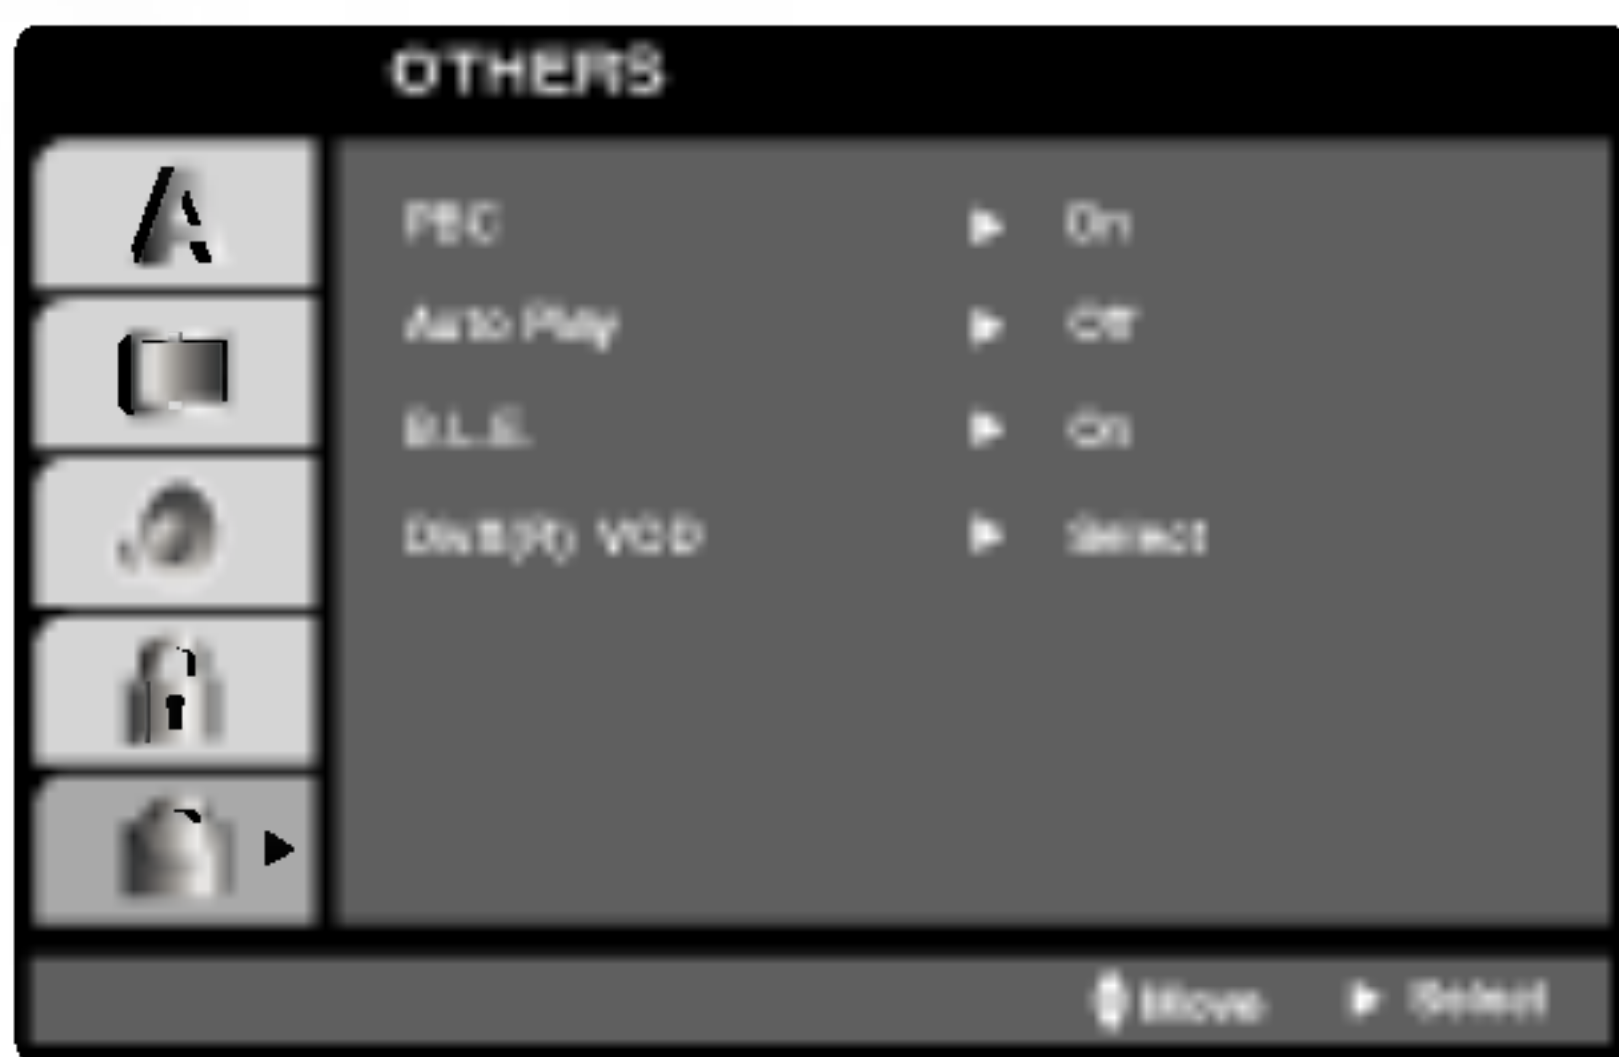 OTHERS
PBC ► On
Auto Play ► Off
B.L.E. ► On
DivX(R) VOD ► Select
Move ► Select